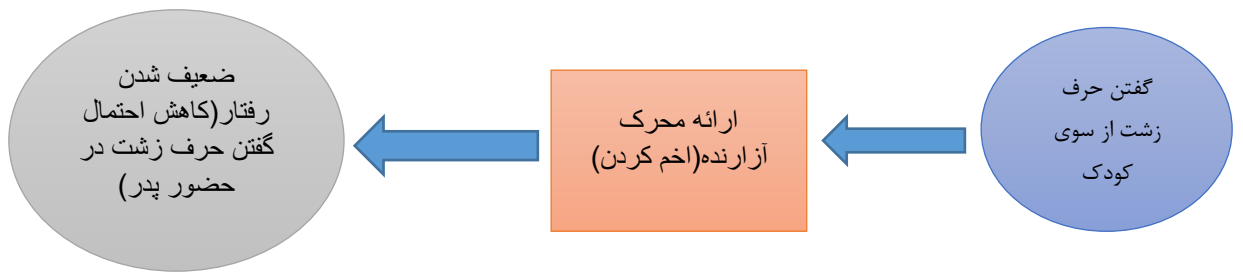 گفتن حرف
زشت از سوی
کودک
ارائه محرک
آزارنده(اخم کردن)
ضعیف شدن
رفتار(کاهش احتمال
گفتن حرف زشت در
حضور پدر)